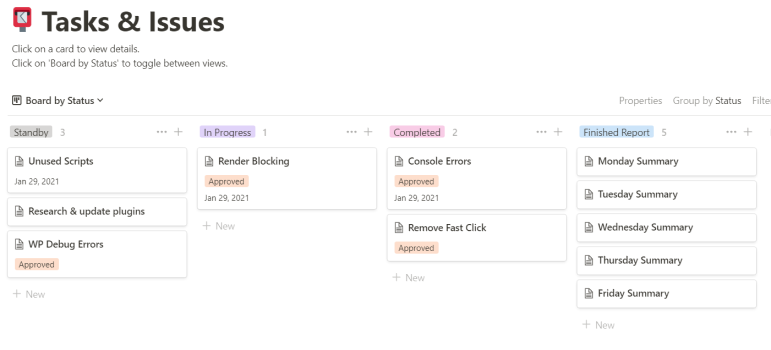 Tasks & Issues
Click on a card to view details.
Click on 'Board by Status' to toggle between views.
Board by Status
Properties Group by Status Filte
Standby 3
Unused Scripts
Jan 29, 2021
Research & update plugins
WP Debug Errors
Approved
+ New
In Progress 1
Render Blocking
Approved
Jan 29, 2021
+ New
Completed 2
Console Errors
Approved
Jan 29, 2021
Remove Fast Click
Approved
+ New
Finished Report 5
Monday Summary
Tuesday Summary
Wednesday Summary
Thursday Summary
Friday Summary
+ New